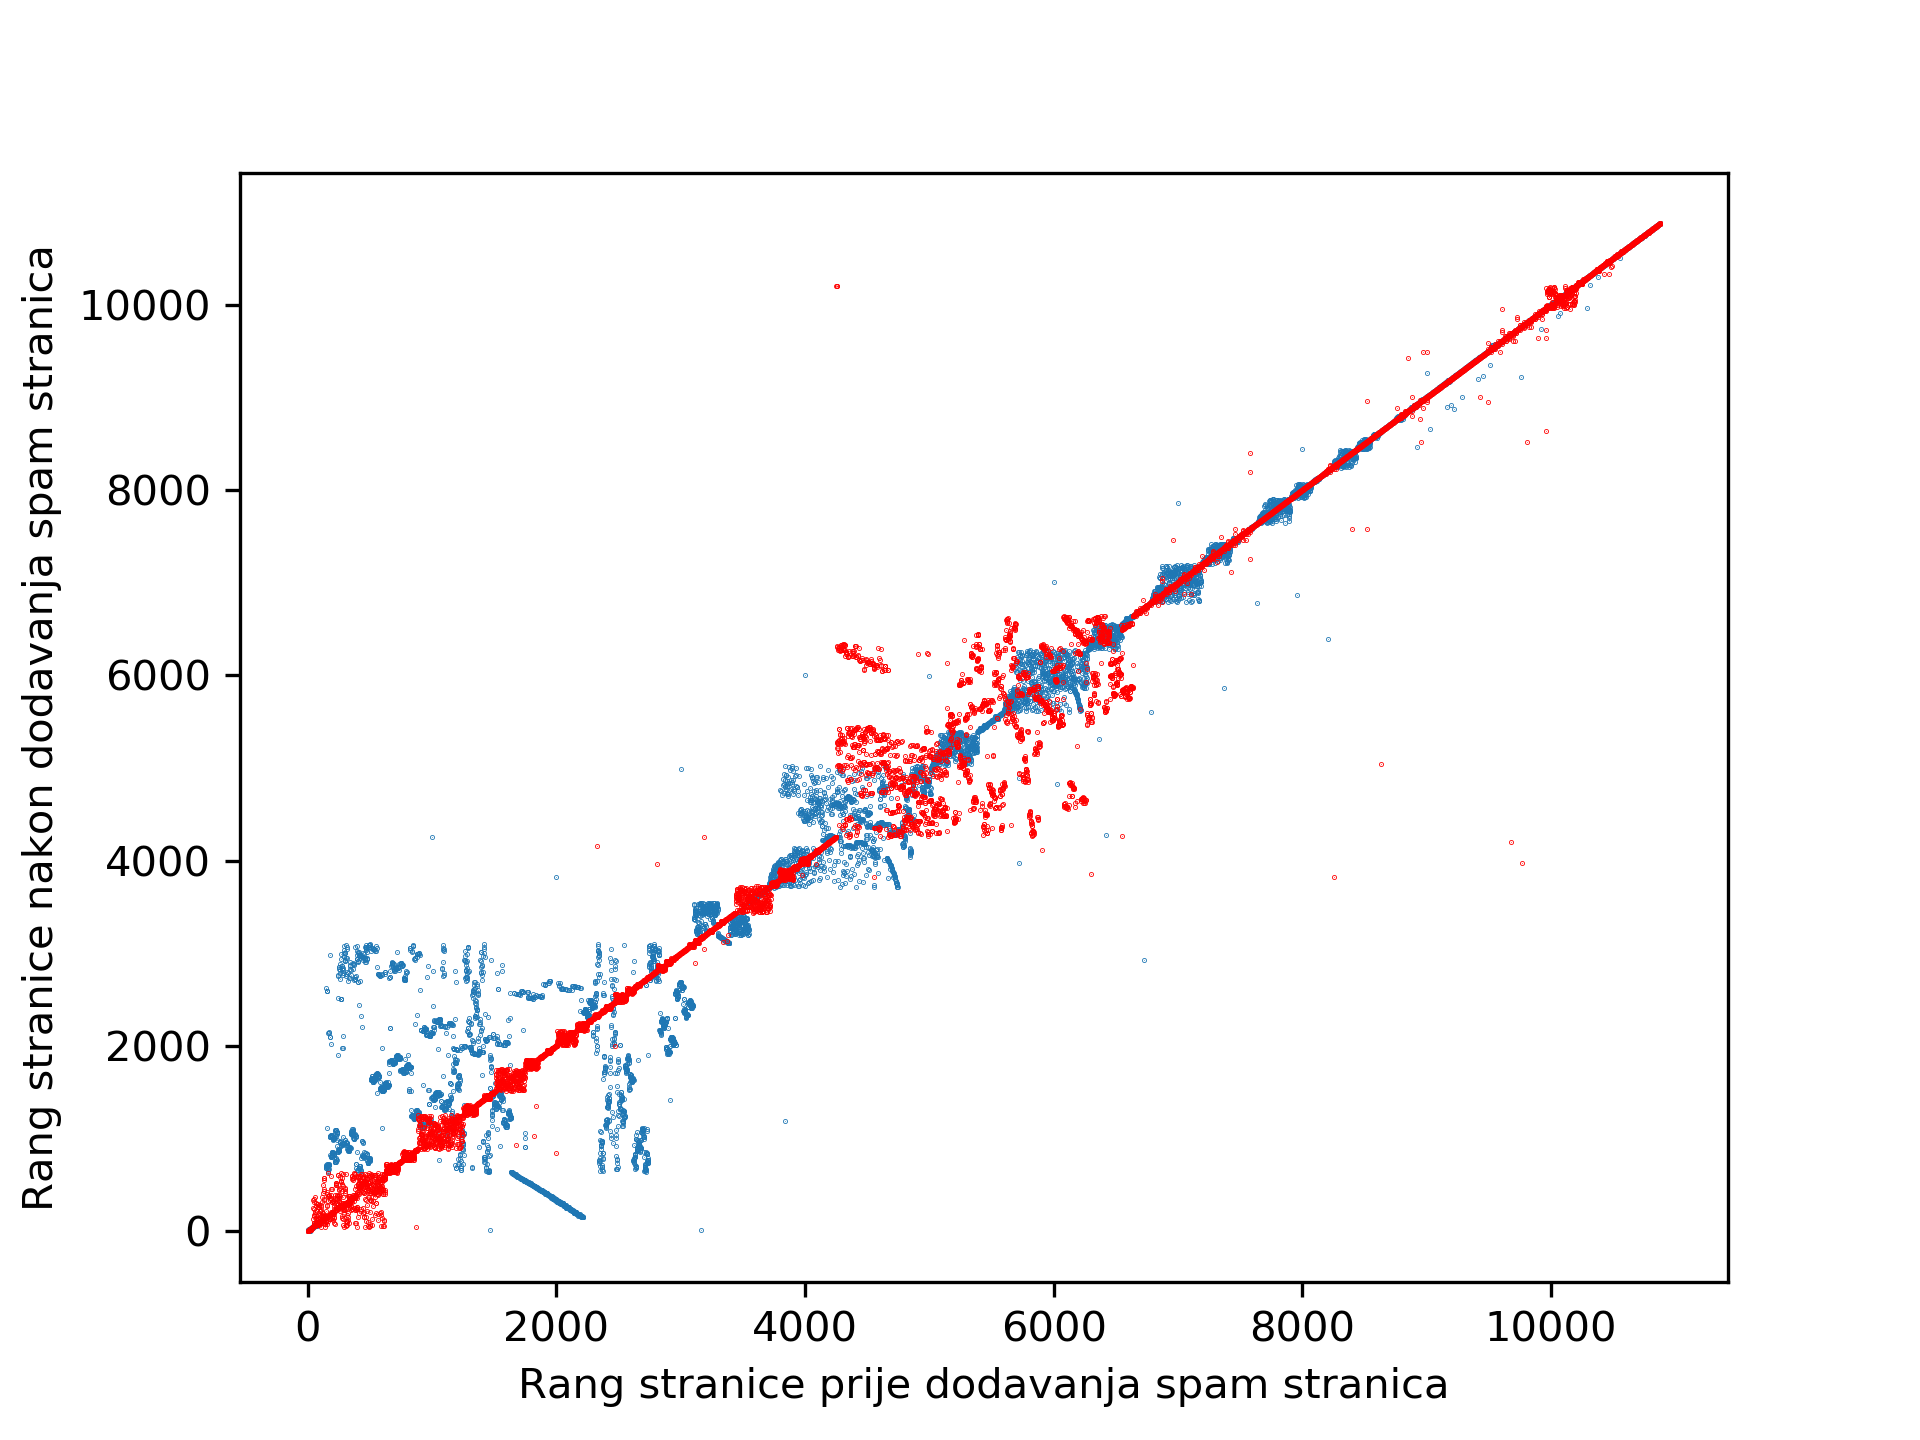 Rang stranice nakon dodavanja spam stranica
10000
8000
6000
4000
2000
0
0 2000 4000 6000 8000 10000
Rang stranice prije dodavanja spam stranica